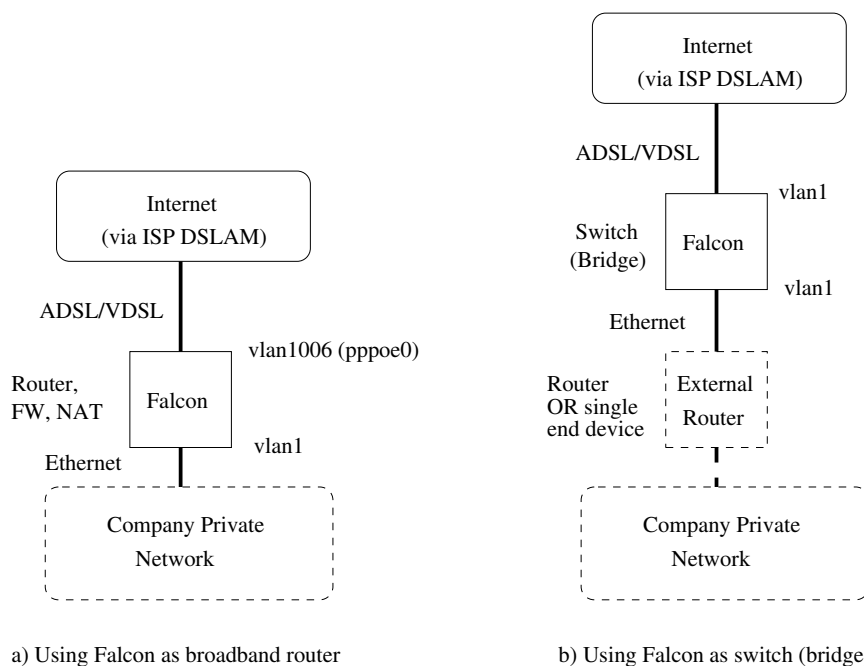 Internet
(via ISP DSLAM)
ADSL/VDSL
vlan1006 (pppoe0)
Router,
FW, NAT
Falcon
vlan1
Ethernet
Company Private
Network
a) Using Falcon as broadband router
Internet
(via ISP DSLAM)
ADSL/VDSL
vlan1
Switch
(Bridge)
Falcon
vlan1
Ethernet
Router
OR single
end device
External
Router
Company Private
Network
b) Using Falcon as switch (bridge